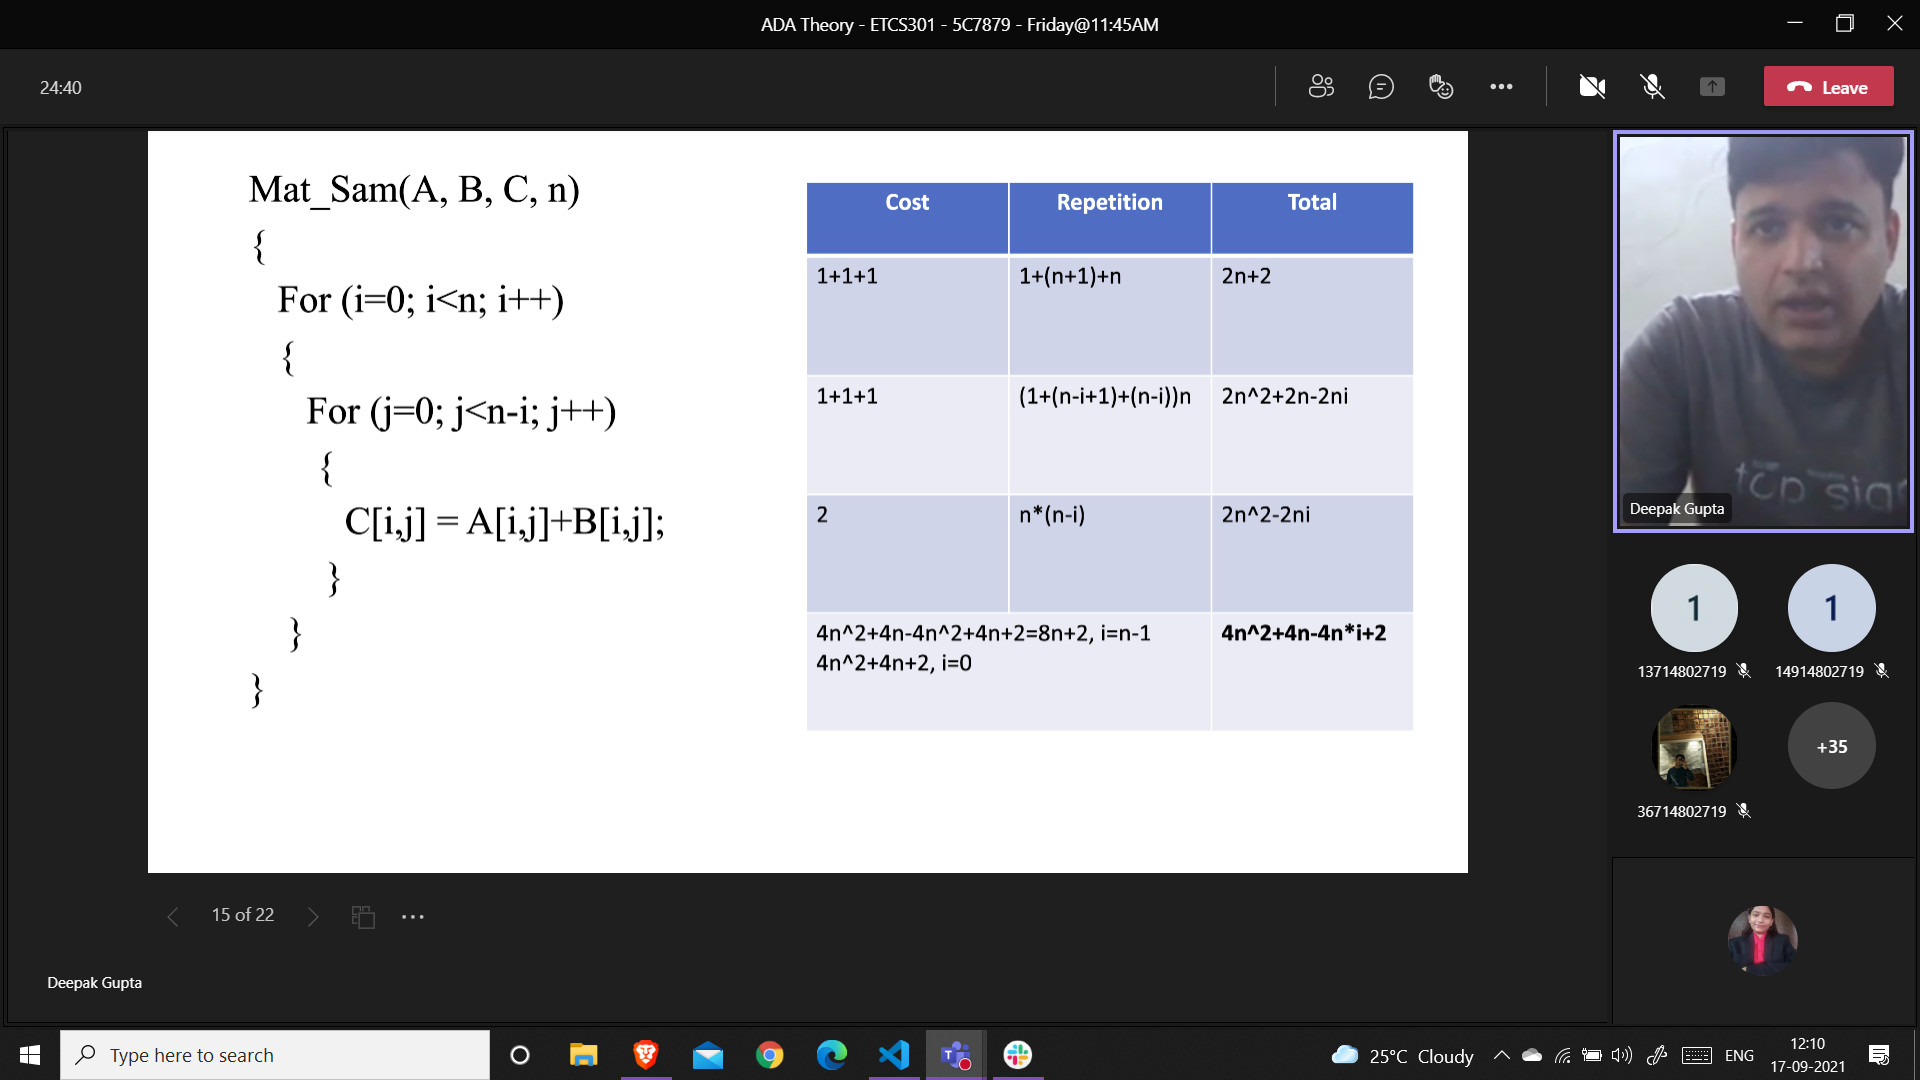 ADA Theory - ETCS301 - 5C7879 - Friday@11:45AM
24:40
Leave
Mat_Sam(A, B, C, n)
{
For (i=0; i<n; i++)
{
For (j=0; j<n-i; j++)
{
C[i,j] = A[i,j]+B[i,j];
}
}
}
Cost Repetition Total
1+1+1 1+(n+1)+n 2n+2
1+1+1 (1+(n-i+1)+(n-i))n 2n^2+2n-2ni
2 n*(n-i) 2n^2-2ni
4n^2+4n-4n^2+4n+2=8n+2, i=n-1 4n^2+4n-4n*i+2
4n^2+4n+2, i=0
tcp
Deepak Gupta
1 1
13714802719 14914802719
+35
36714802719
15 of 22
Deepak Gupta
Type here to search
25°C Cloudy
ENG
12:10
17-09-2021